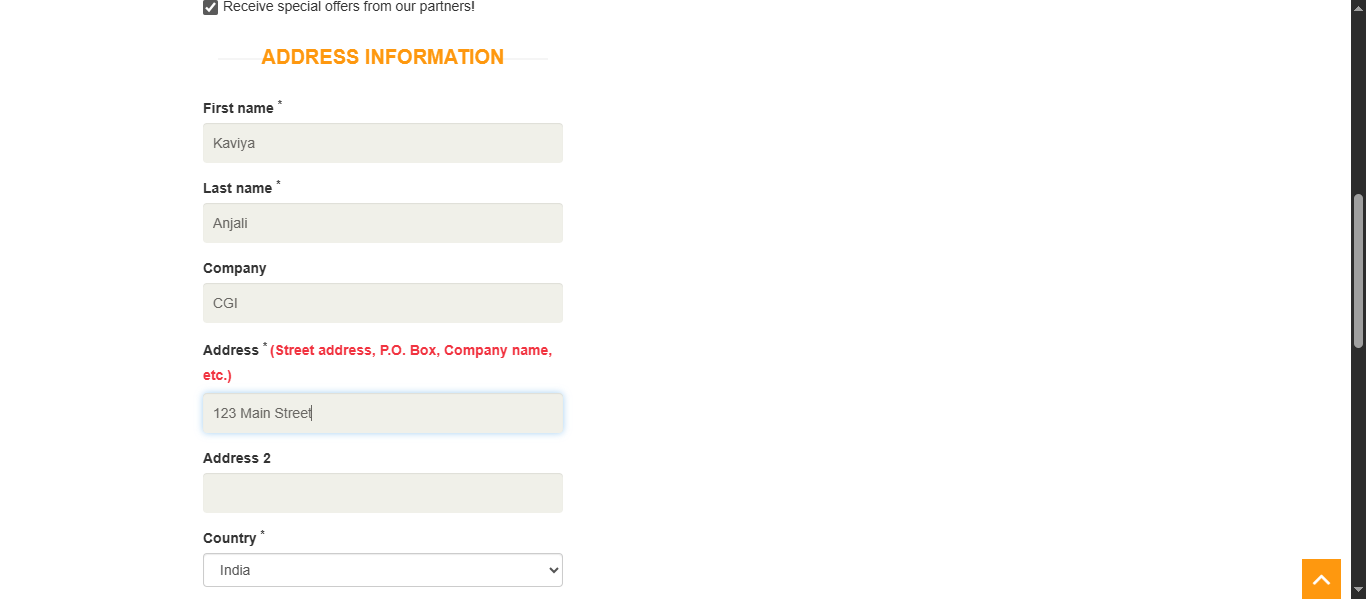 Receive special offers from our partners!
ADDRESS INFORMATION
First name *
Kaviya
Last name *
Anjali
Company
CGI
Address * (Street address, P.O. Box, Company name,
etc.)
123 Main Street
Address 2
Country *
India